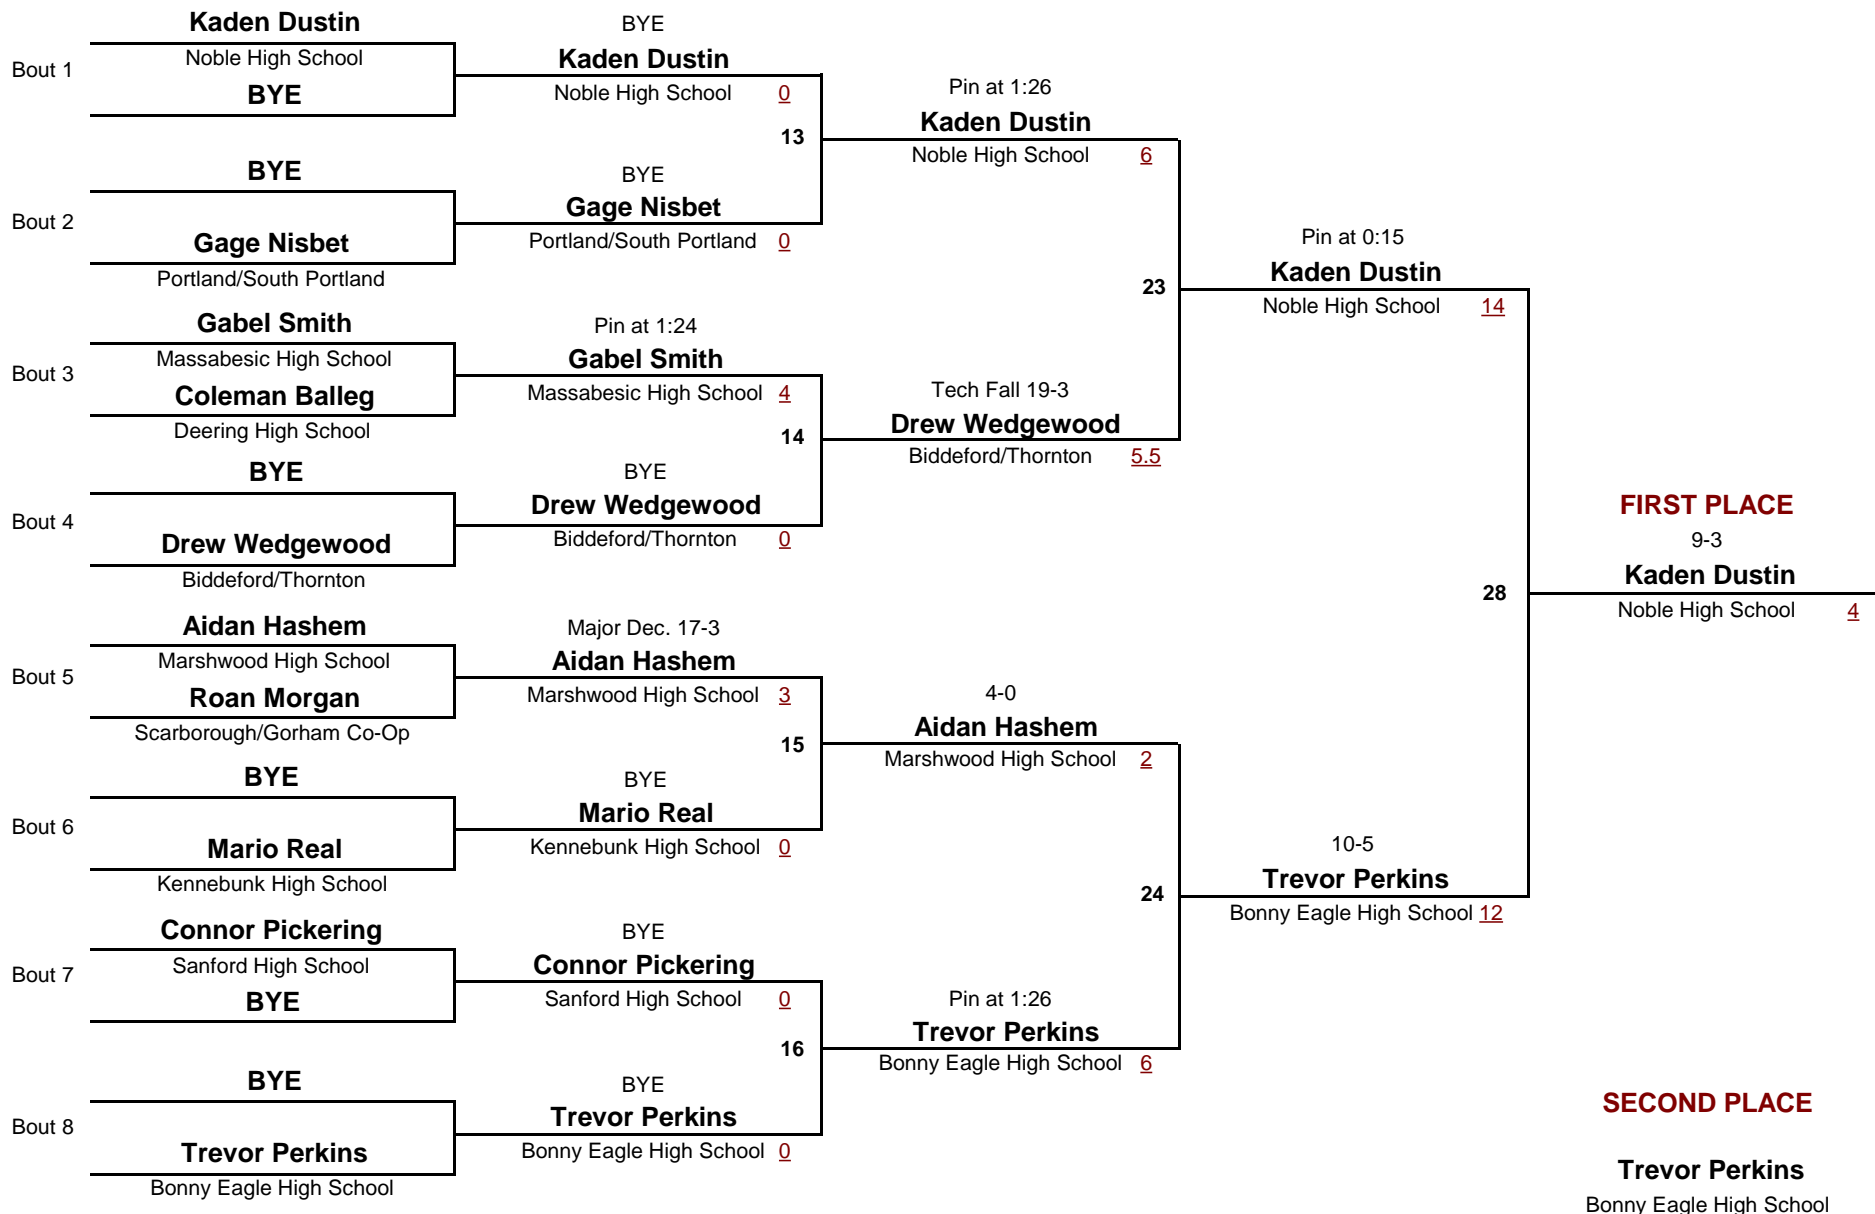 Kaden Dustin
Bout 1
Noble High School
BYE
BYE
Bout 2
Gage Nisbet
Portland/South Portland
Gabel Smith
Bout 3
Massabesic High School
Coleman Balleg
Deering High School
BYE
Bout 4
Drew Wedgewood
Biddeford/Thornton
Aidan Hashem
Bout 5
Marshwood High School
Roan Morgan
Scarborough/Gorham Co-Op
BYE
Bout 6
Mario Real
Kennebunk High School
Connor Pickering
Bout 7
Sanford High School
BYE
BYE
Bout 8
Trevor Perkins
Bonny Eagle High School
BYE
Kaden Dustin
Noble High School 0
13
BYE
Gage Nisbet
Portland/South Portland 0
Pin at 1:24
Gabel Smith
Massabesic High School 4
14
BYE
Drew Wedgewood
Biddeford/Thornton 0
Major Dec. 17-3
Aidan Hashem
Marshwood High School 3
15
BYE
Mario Real
Kennebunk High School 0
BYE
Connor Pickering
Sanford High School 0
16
BYE
Trevor Perkins
Bonny Eagle High School 0
Pin at 1:26
Kaden Dustin
Noble High School 6
23
Tech Fall 19-3
Drew Wedgewood
Biddeford/Thornton 5.5
4-0
Aidan Hashem
Marshwood High School 2
24
Pin at 1:26
Trevor Perkins
Bonny Eagle High School 6
Pin at 0:15
Kaden Dustin
Noble High School 14
28
10-5
Trevor Perkins
Bonny Eagle High School 12
FIRST PLACE
9-3
Kaden Dustin
Noble High School 4
SECOND PLACE
Trevor Perkins
Bonny Eagle High School